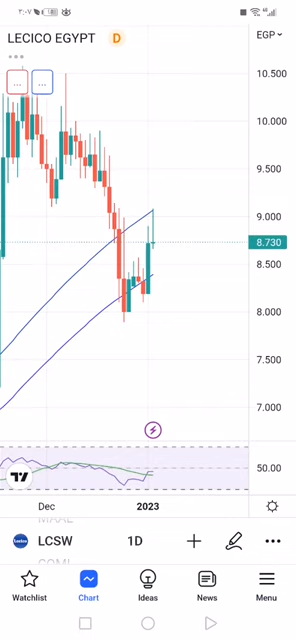 ٣:٠٧
LECICO EGYPT D
EGP
10.500
10.000
9.500
9.000
8.730
8.500
8.000
7.500
7.000
50.00
Dec 2023
LCSW 1D
Watchlist Chart Ideas News Menu